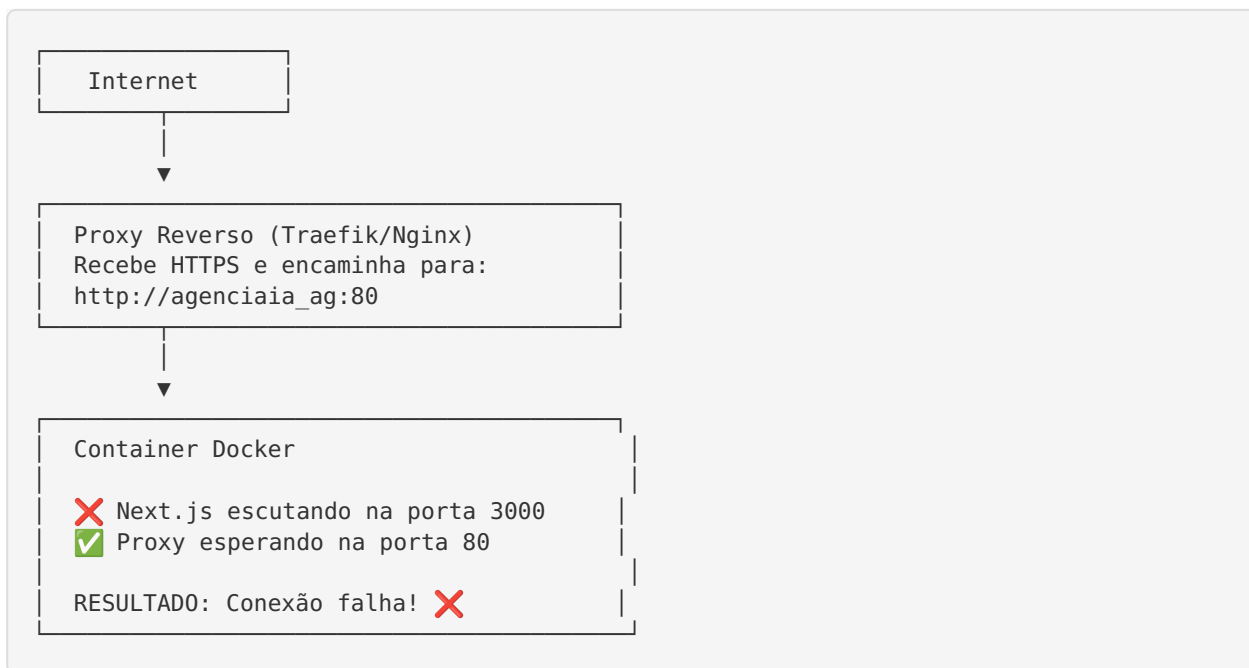 Internet
Proxy Reverso (Traefik/Nginx)
Recebe HTTPS e encaminha para:
http://agenciaia_ag:80
Container Docker
❌ Next.js escutando na porta 3000
✅ Proxy esperando na porta 80
RESULTADO: Conexão falha! ❌